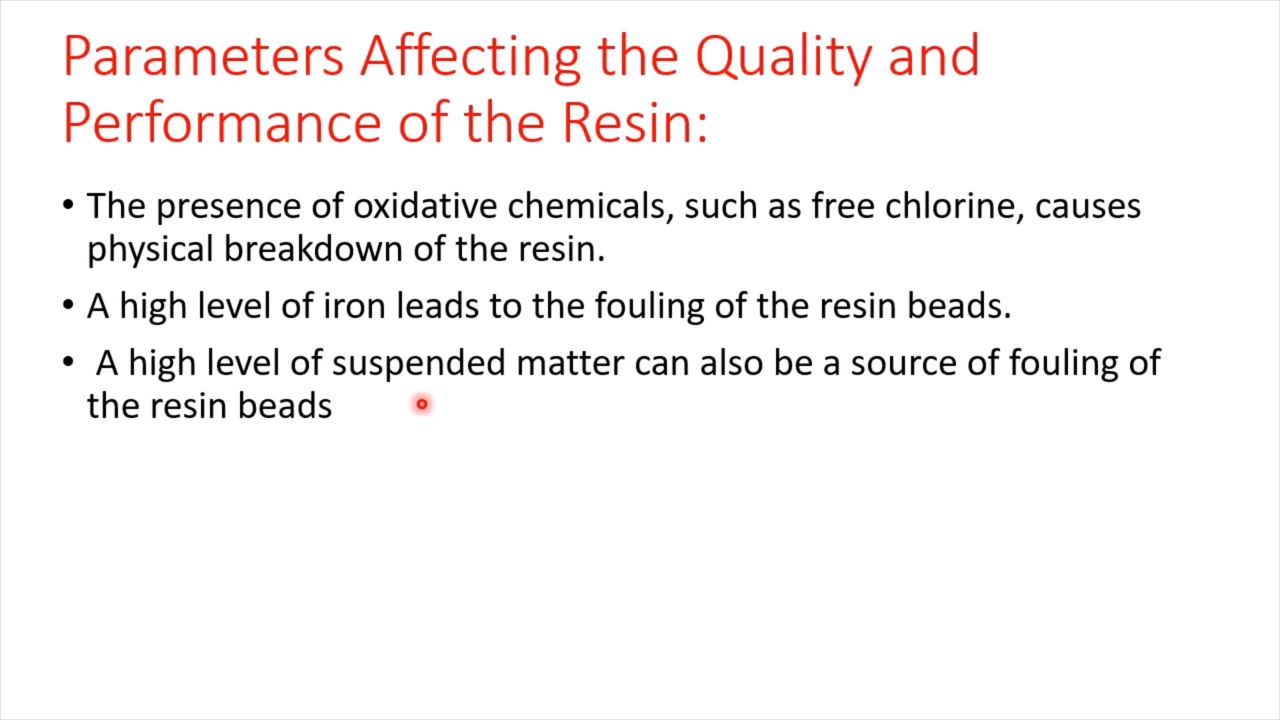 Parameters Affecting the Quality and
Performance of the Resin:
• The presence of oxidative chemicals, such as free chlorine, causes
physical breakdown of the resin.
• A high level of iron leads to the fouling of the resin beads.
• A high level of suspended matter can also be a source of fouling of
the resin beads